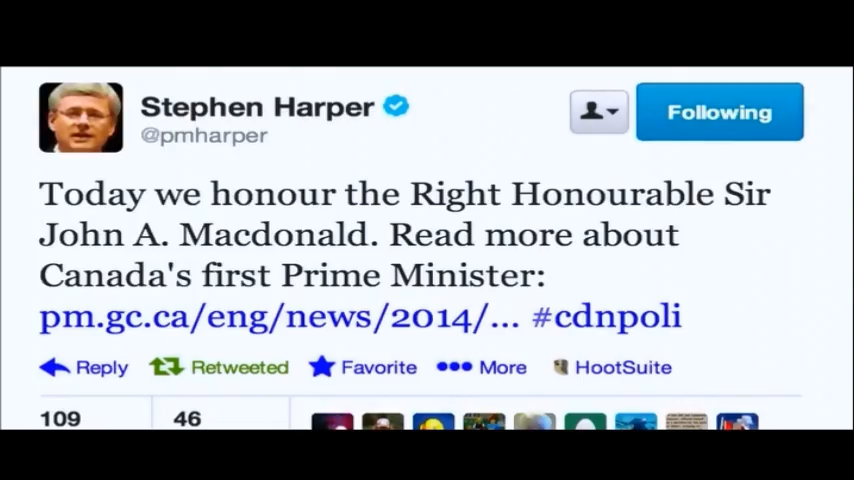 Stephen Harper
@pmharper
Following
Today we honour the Right Honourable Sir
John A. Macdonald. Read more about
Canada's first Prime Minister:
pm.gc.ca/eng/news/2014/... #cdnpoli
Reply Retweeted Favorite More HootSuite
109 46